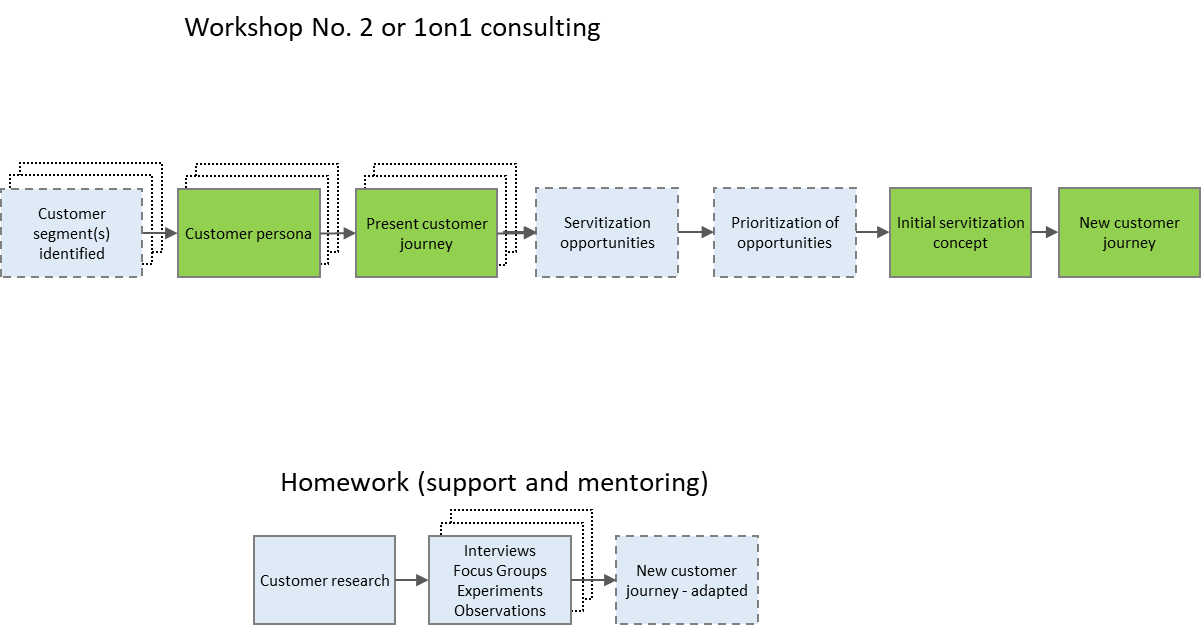 Workshop No. 2 or 1on1 consulting
Customer
segment(s)
identified
Customer persona
Present customer
journey
Servitization
opportunities
Prioritization of
opportunities
Initial servitization
concept
New customer
journey
Homework (support and mentoring)
Customer research
Interviews
Focus Groups
Experiments
Observations
New customer
journey - adapted